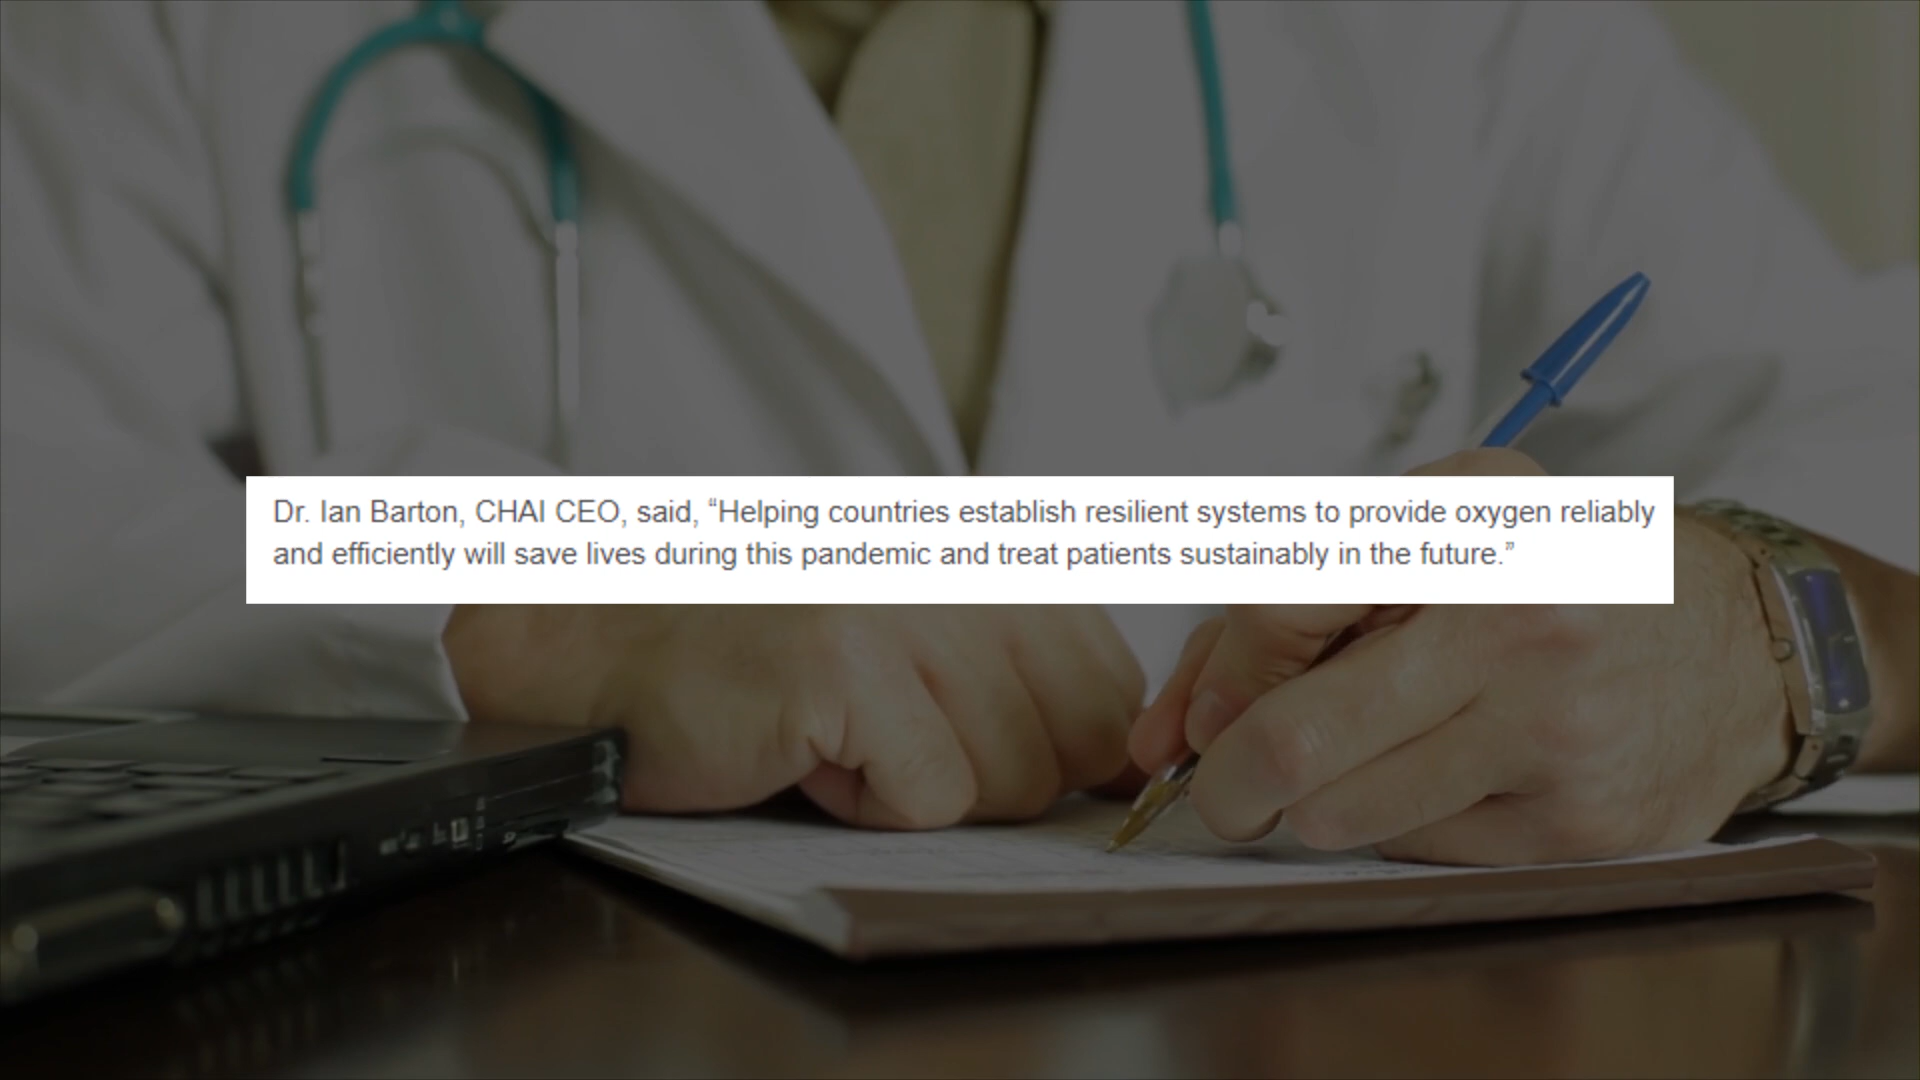 Dr. Ian Barton, CHAI CEO, said, “Helping countries establish resilient systems to provide oxygen reliably
and efficiently will save lives during this pandemic and treat patients sustainably in the future.”